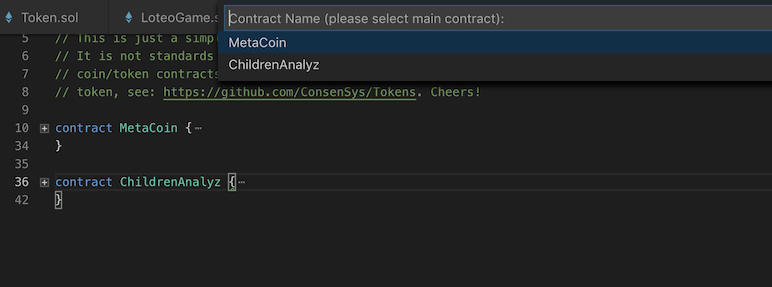 Token.sol
LoteoGame.s
Contract Name (please select main contract):
MetaCoin
ChildrenAnalyz
5 // This is just a simp
6 // It is not standards
7 // coin/token contracts
8 // token, see: https://github.com/ConsenSys/Tokens. Cheers!
9
10 contract MetaCoin { ⋯
34 }
35
36 contract ChildrenAnalyz { ⋯
42 }